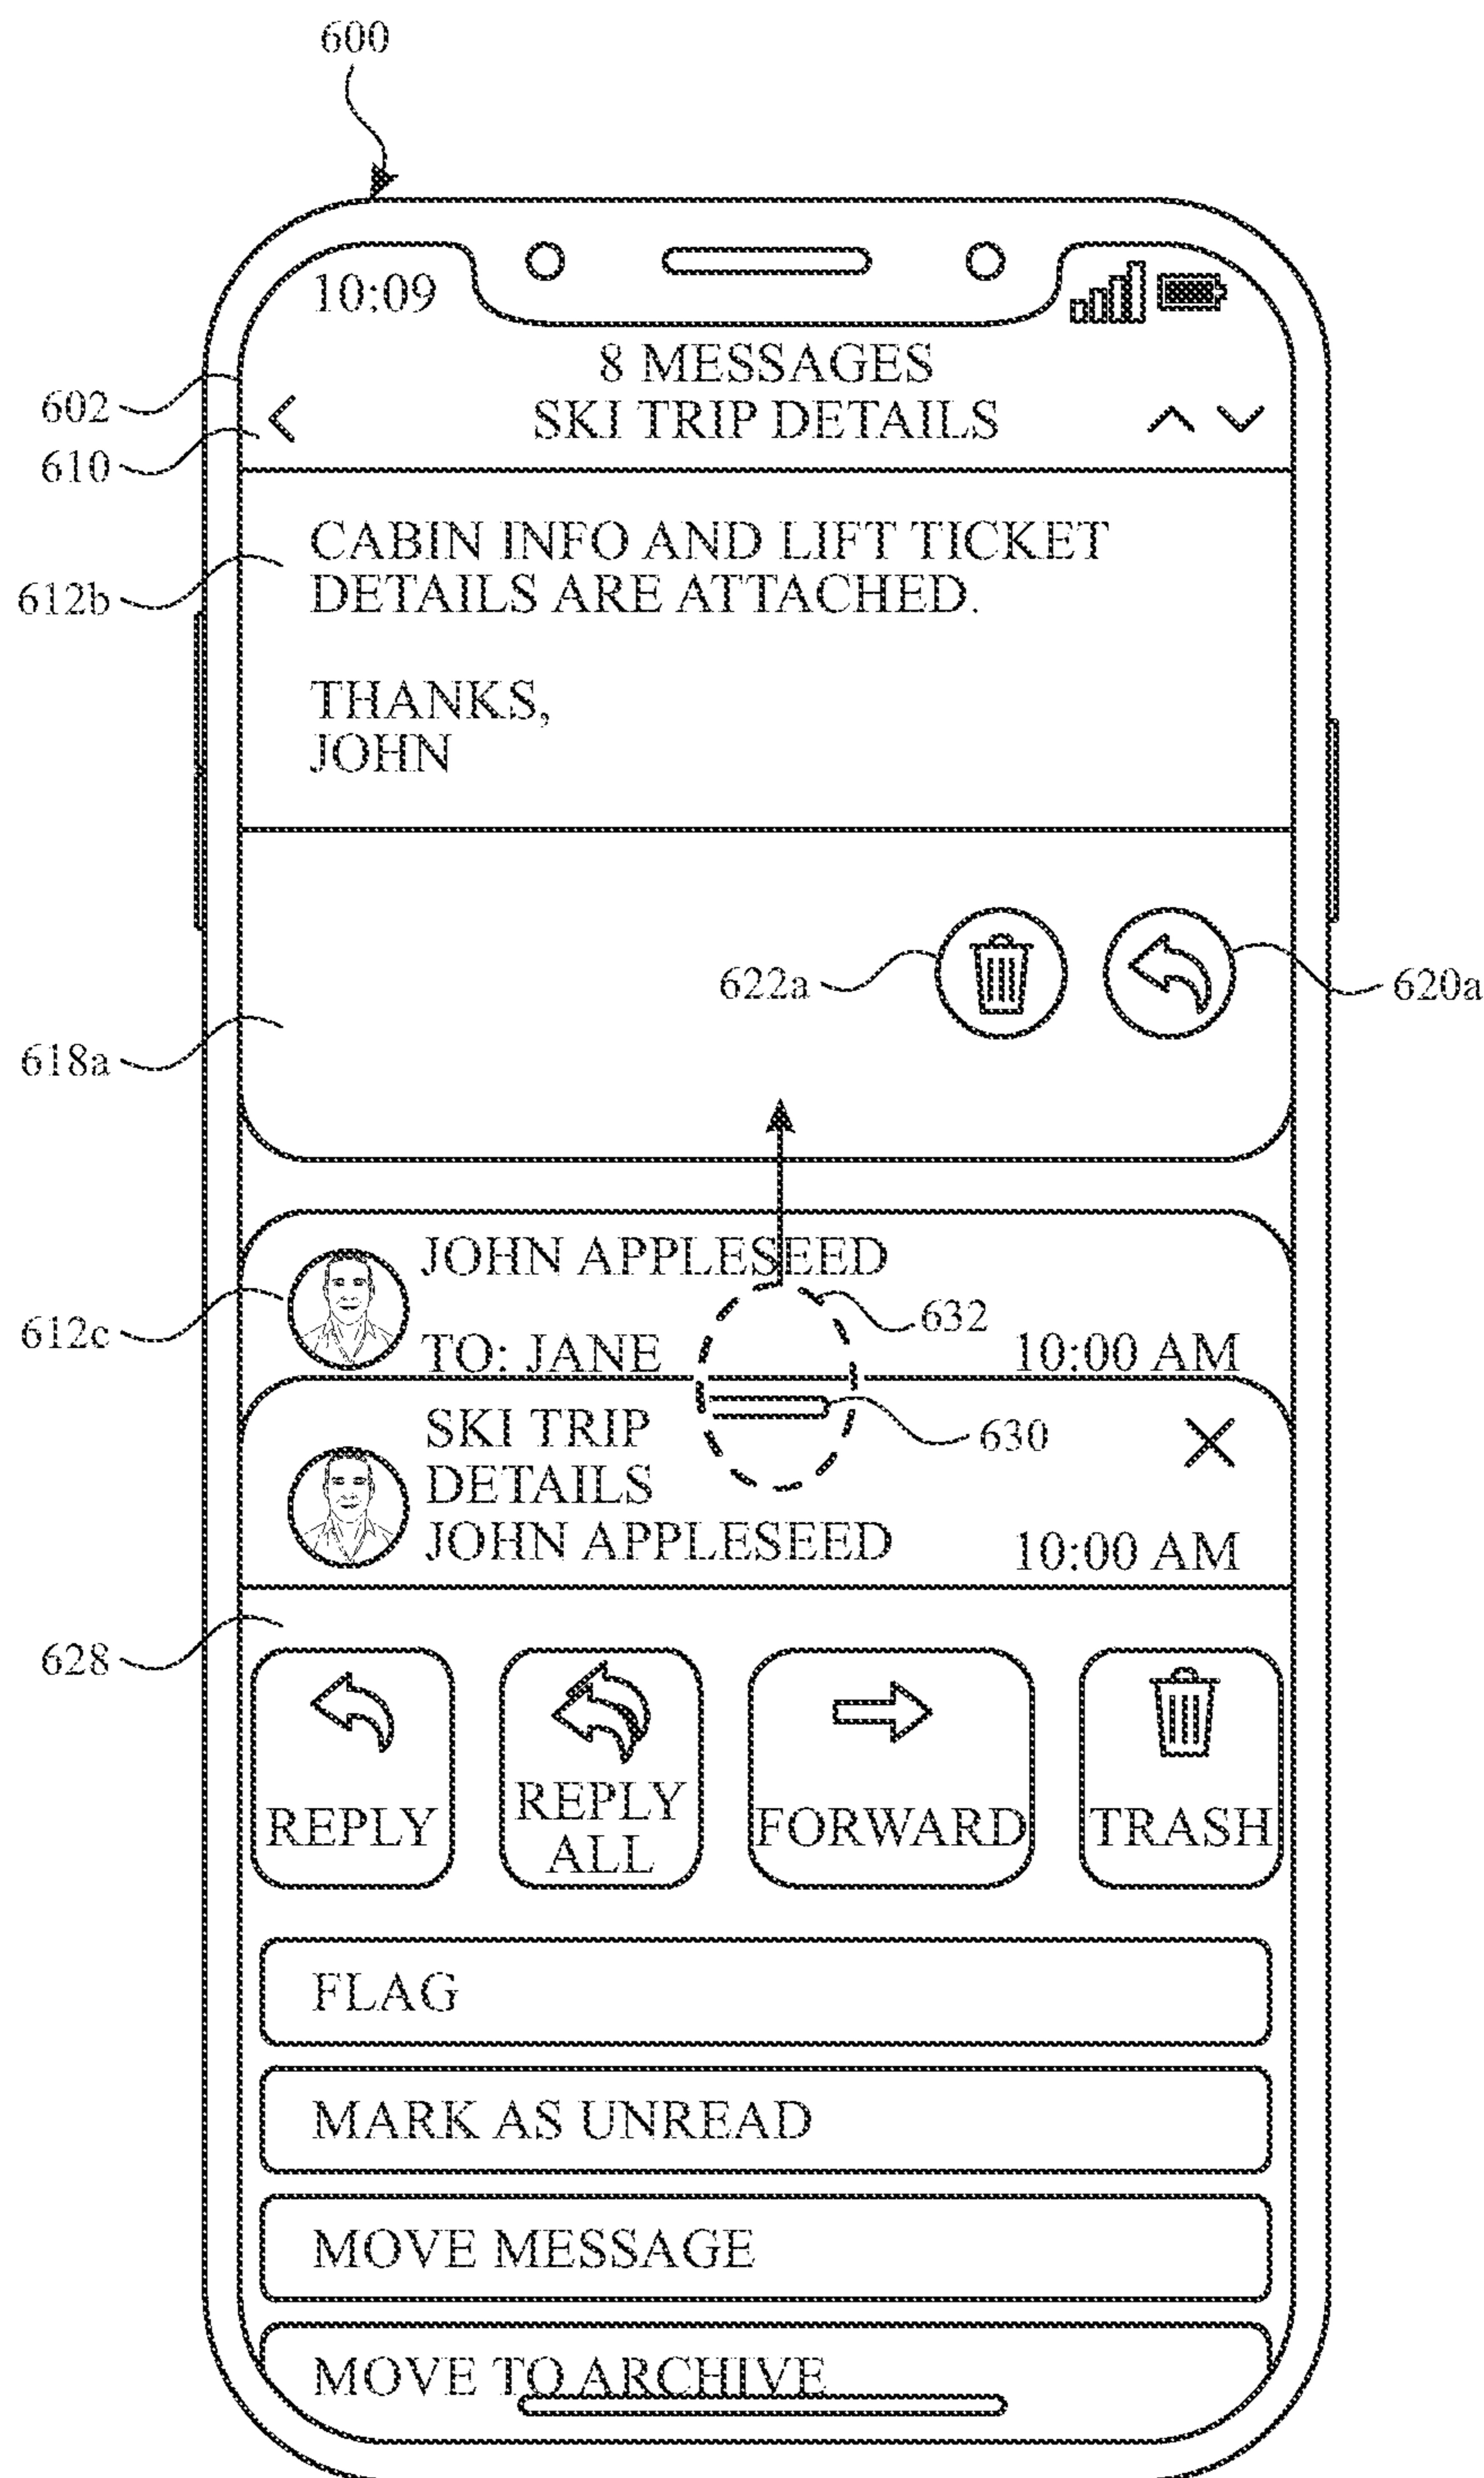 600
10:09
8 MESSAGES
602
SKI TRIP DETAILS
610
CABIN INFO AND LIFT TICKET
612b
DETAILS ARE ATTACHED.
THANKS,
JOHN
622a
620a
618a
JOHN APPLESEED
612c
632
TO: JANE
10:00 AM
SKI TRIP
630
DETAILS
JOHN APPLESEED
10:00 AM
628
REPLY
REPLY
ALL
FORWARD
TRASH
FLAG
MARK AS UNREAD
MOVE MESSAGE
MOVE TO ARCHIVE